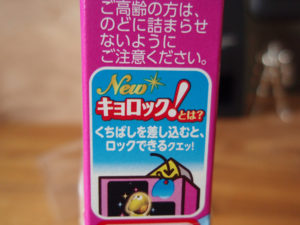 ご高齢の方は、
のどに詰まらせ
ないように
ご注意ください。
New
キョロック!とは?
くちばしを差し込むと、
ロックできるクエッ!